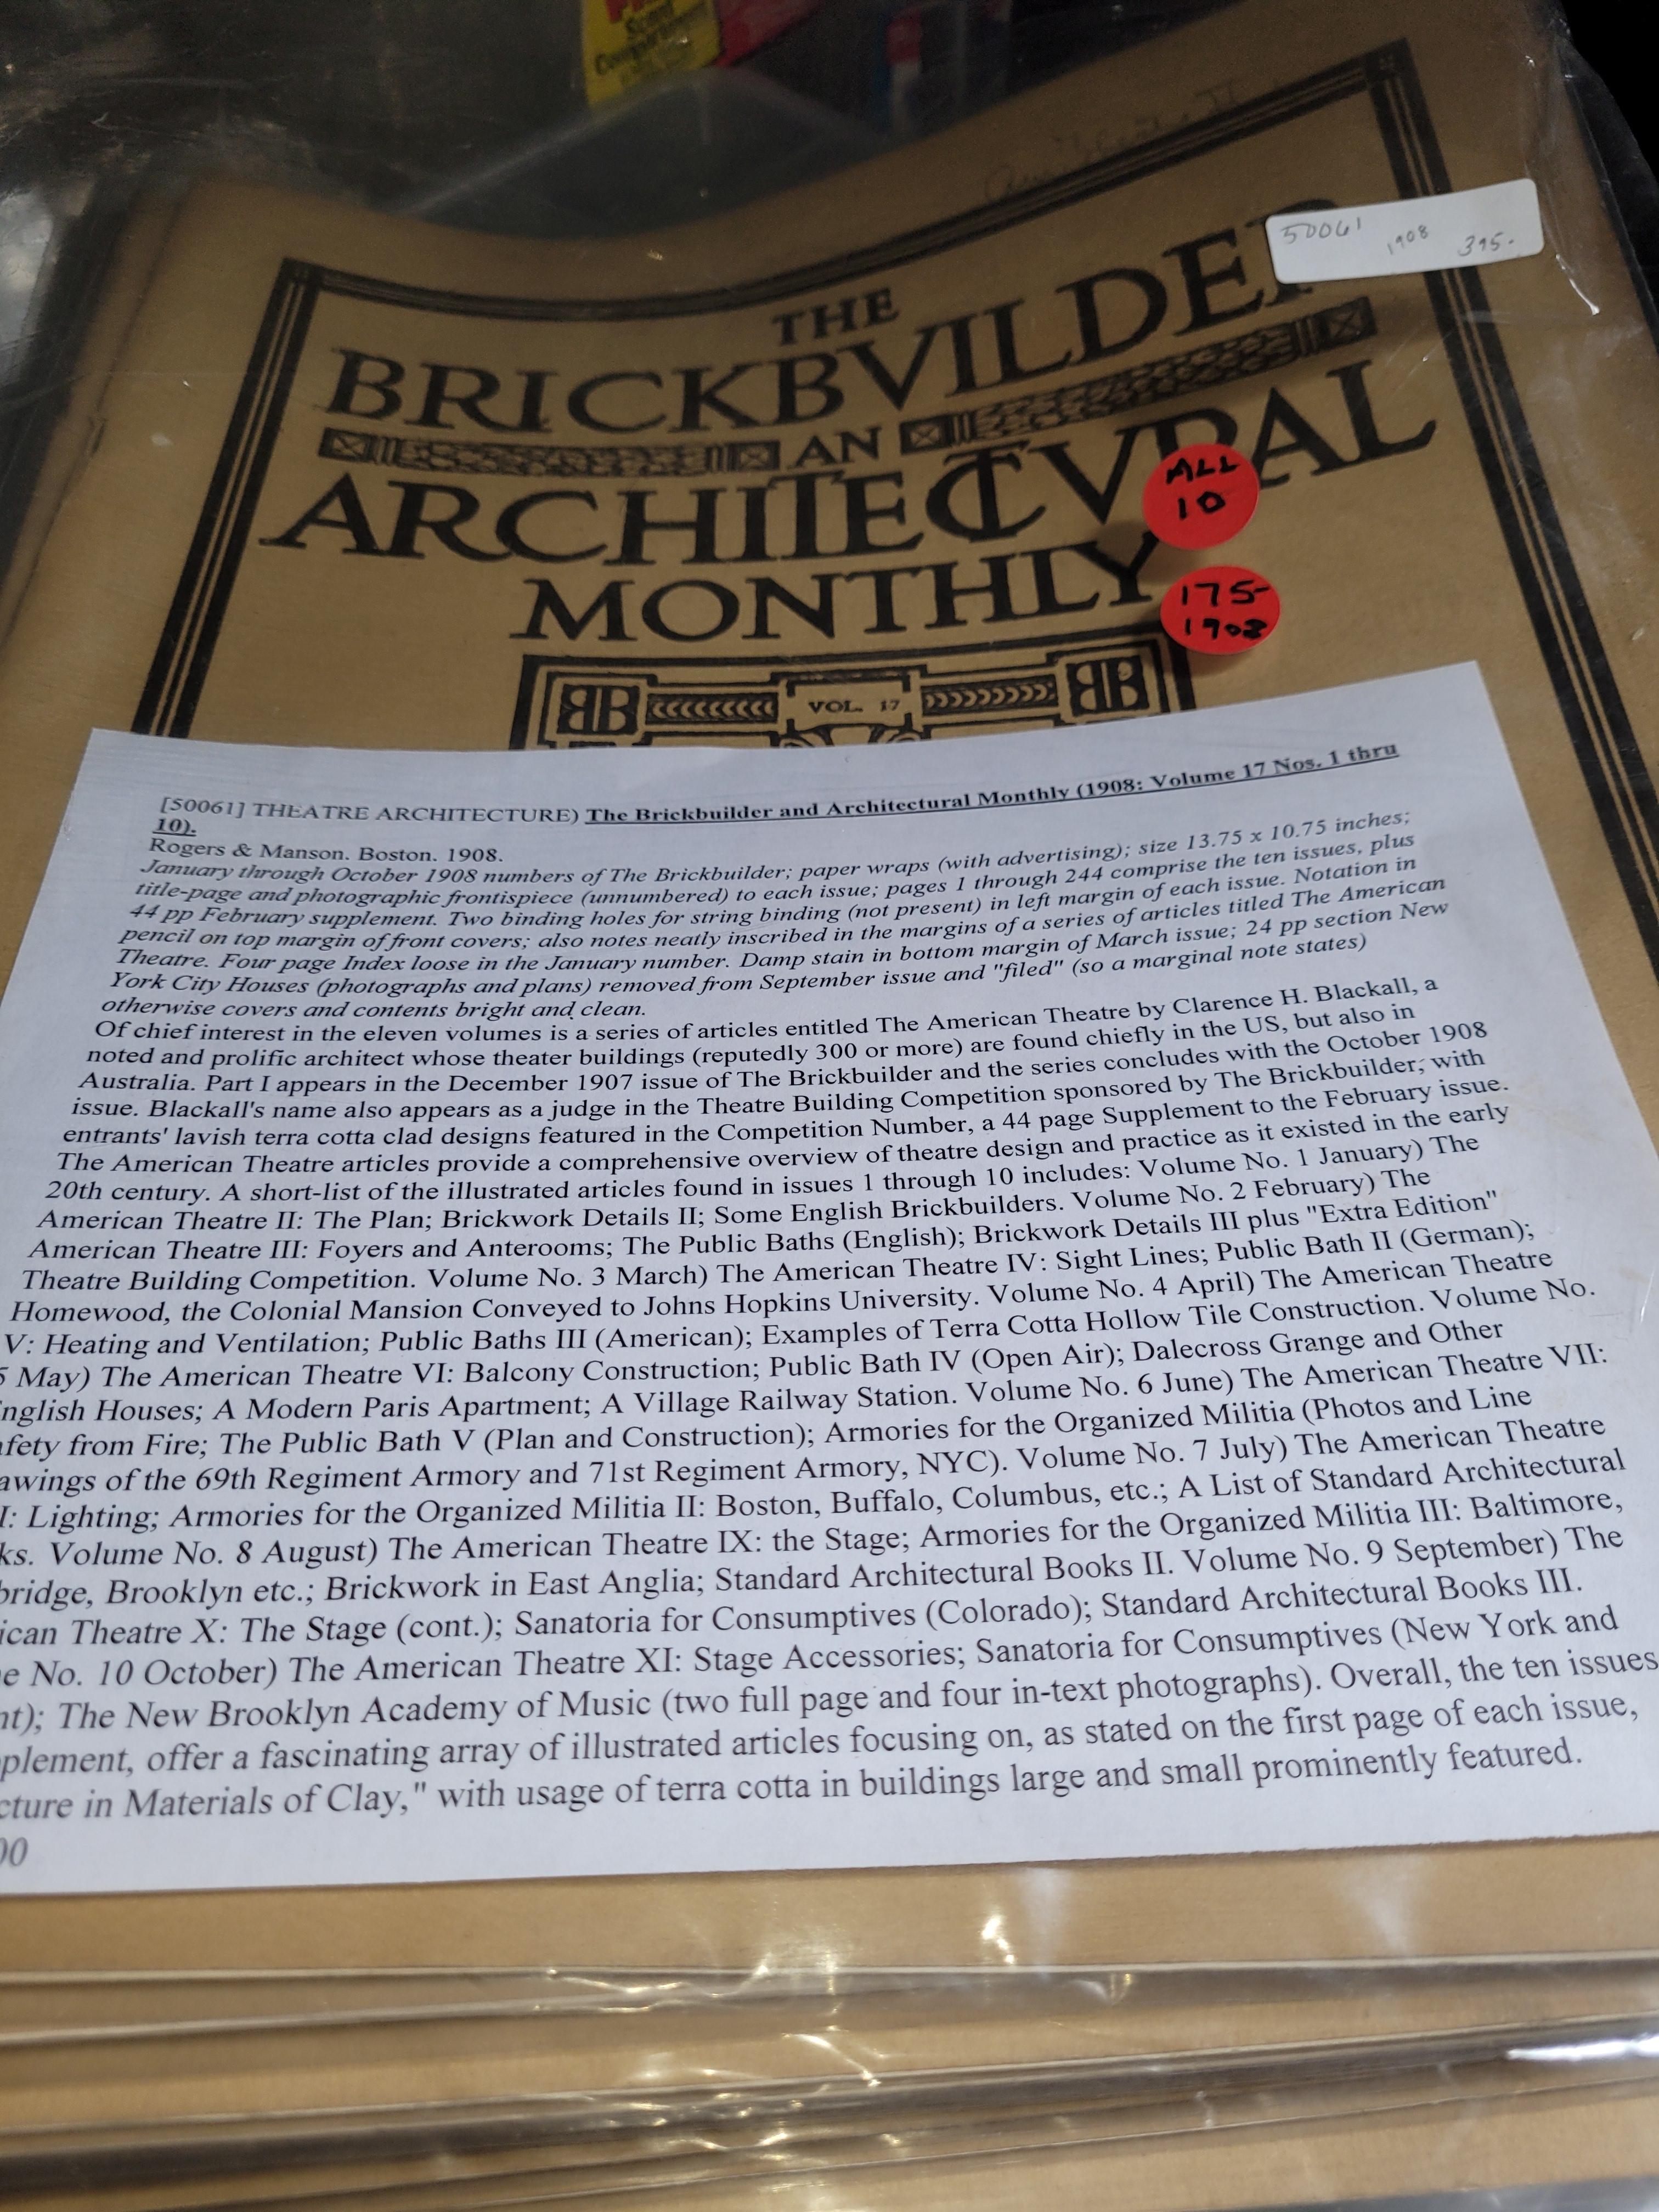 Scent
Compartment
50061 1908 395-
THE
BRICKBVILDER
AN
ARCHITECTVRAL
MONTHLY
ALL
10
175-
1908
BB VOL. 17 BB
[50061] THEATRE ARCHITECTURE) The Brickbuilder and Architectural Monthly (1908: Volume 17 Nos. 1 thru
10).
Rogers & Manson. Boston. 1908.
January through October 1908 numbers of The Brickbuilder; paper wraps (with advertising); size 13.75 x 10.75 inches;
title-page and photographic frontispiece (unnumbered) to each issue; pages 1 through 244 comprise the ten issues, plus
44 pp February supplement. Two binding holes for string binding (not present) in left margin of each issue. Notation in
pencil on top margin of front covers; also notes neatly inscribed in the margins of a series of articles titled The American
Theatre. Four page Index loose in the January number. Damp stain in bottom margin of March issue; 24 pp section New
York City Houses (photographs and plans) removed from September issue and "filed" (so a marginal note states)
otherwise covers and contents bright and clean.
Of chief interest in the eleven volumes is a series of articles entitled The American Theatre by Clarence H. Blackall, a
noted and prolific architect whose theater buildings (reputedly 300 or more) are found chiefly in the US, but also in
Australia. Part I appears in the December 1907 issue of The Brickbuilder and the series concludes with the October 1908
issue. Blackall's name also appears as a judge in the Theatre Building Competition sponsored by The Brickbuilder; with
entrants' lavish terra cotta clad designs featured in the Competition Number, a 44 page Supplement to the February issue.
The American Theatre articles provide a comprehensive overview of theatre design and practice as it existed in the early
20th century. A short-list of the illustrated articles found in issues 1 through 10 includes: Volume No. 1 January) The
American Theatre II: The Plan; Brickwork Details II; Some English Brickbuilders. Volume No. 2 February) The
American Theatre III: Foyers and Anterooms; The Public Baths (English); Brickwork Details III plus "Extra Edition"
Theatre Building Competition. Volume No. 3 March) The American Theatre IV: Sight Lines; Public Bath II (German);
Homewood, the Colonial Mansion Conveyed to Johns Hopkins University. Volume No. 4 April) The American Theatre
V: Heating and Ventilation; Public Baths III (American); Examples of Terra Cotta Hollow Tile Construction. Volume No.
5 May) The American Theatre VI: Balcony Construction; Public Bath IV (Open Air); Dalecross Grange and Other
English Houses; A Modern Paris Apartment; A Village Railway Station. Volume No. 6 June) The American Theatre VII:
afety from Fire; The Public Bath V (Plan and Construction); Armories for the Organized Militia (Photos and Line
awings of the 69th Regiment Armory and 71st Regiment Armory, NYC). Volume No. 7 July) The American Theatre
I: Lighting; Armories for the Organized Militia II: Boston, Buffalo, Columbus, etc.; A List of Standard Architectural
ks. Volume No. 8 August) The American Theatre IX: the Stage; Armories for the Organized Militia III: Baltimore,
bridge, Brooklyn etc.; Brickwork in East Anglia; Standard Architectural Books II. Volume No. 9 September) The
ican Theatre X: The Stage (cont.); Sanatoria for Consumptives (Colorado); Standard Architectural Books III.
e No. 10 October) The American Theatre XI: Stage Accessories; Sanatoria for Consumptives (New York and
nt); The New Brooklyn Academy of Music (two full page and four in-text photographs). Overall, the ten issues
plement, offer a fascinating array of illustrated articles focusing on, as stated on the first page of each issue,
cture in Materials of Clay," with usage of terra cotta in buildings large and small prominently featured.
00